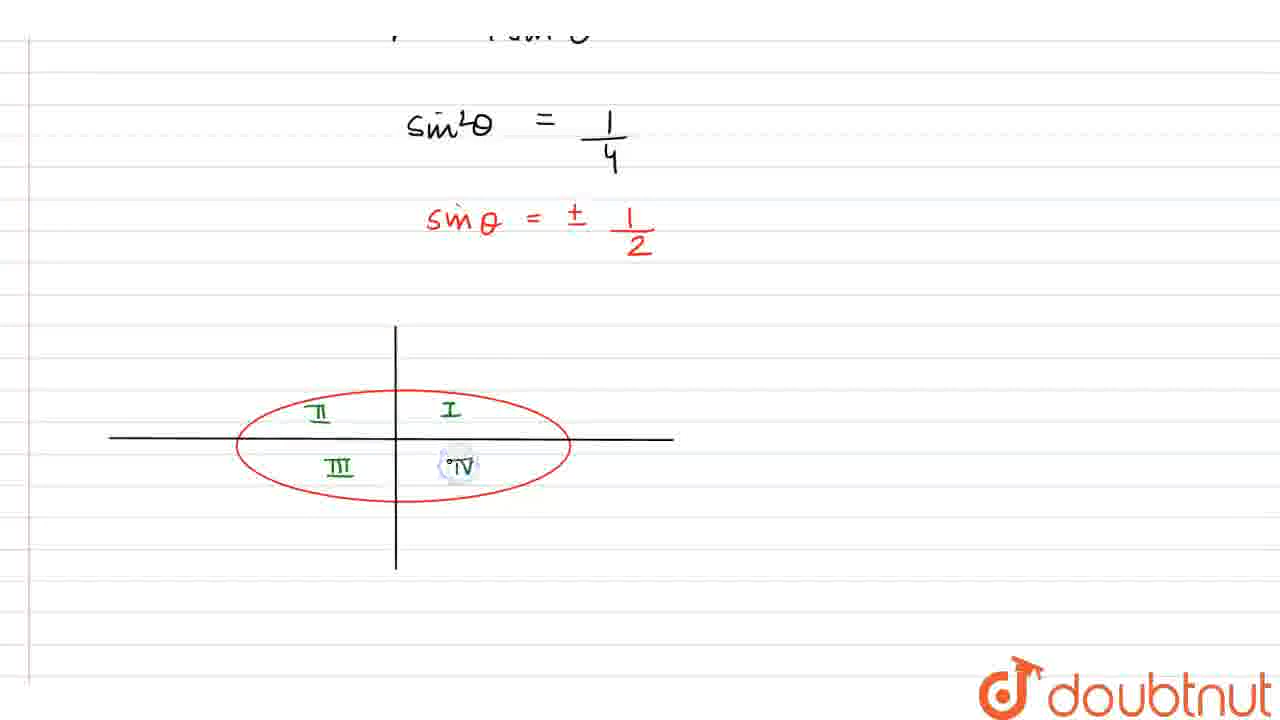 sin²θ = 1/4
sinθ = ± 1/2
II I
III IV
doubtnut